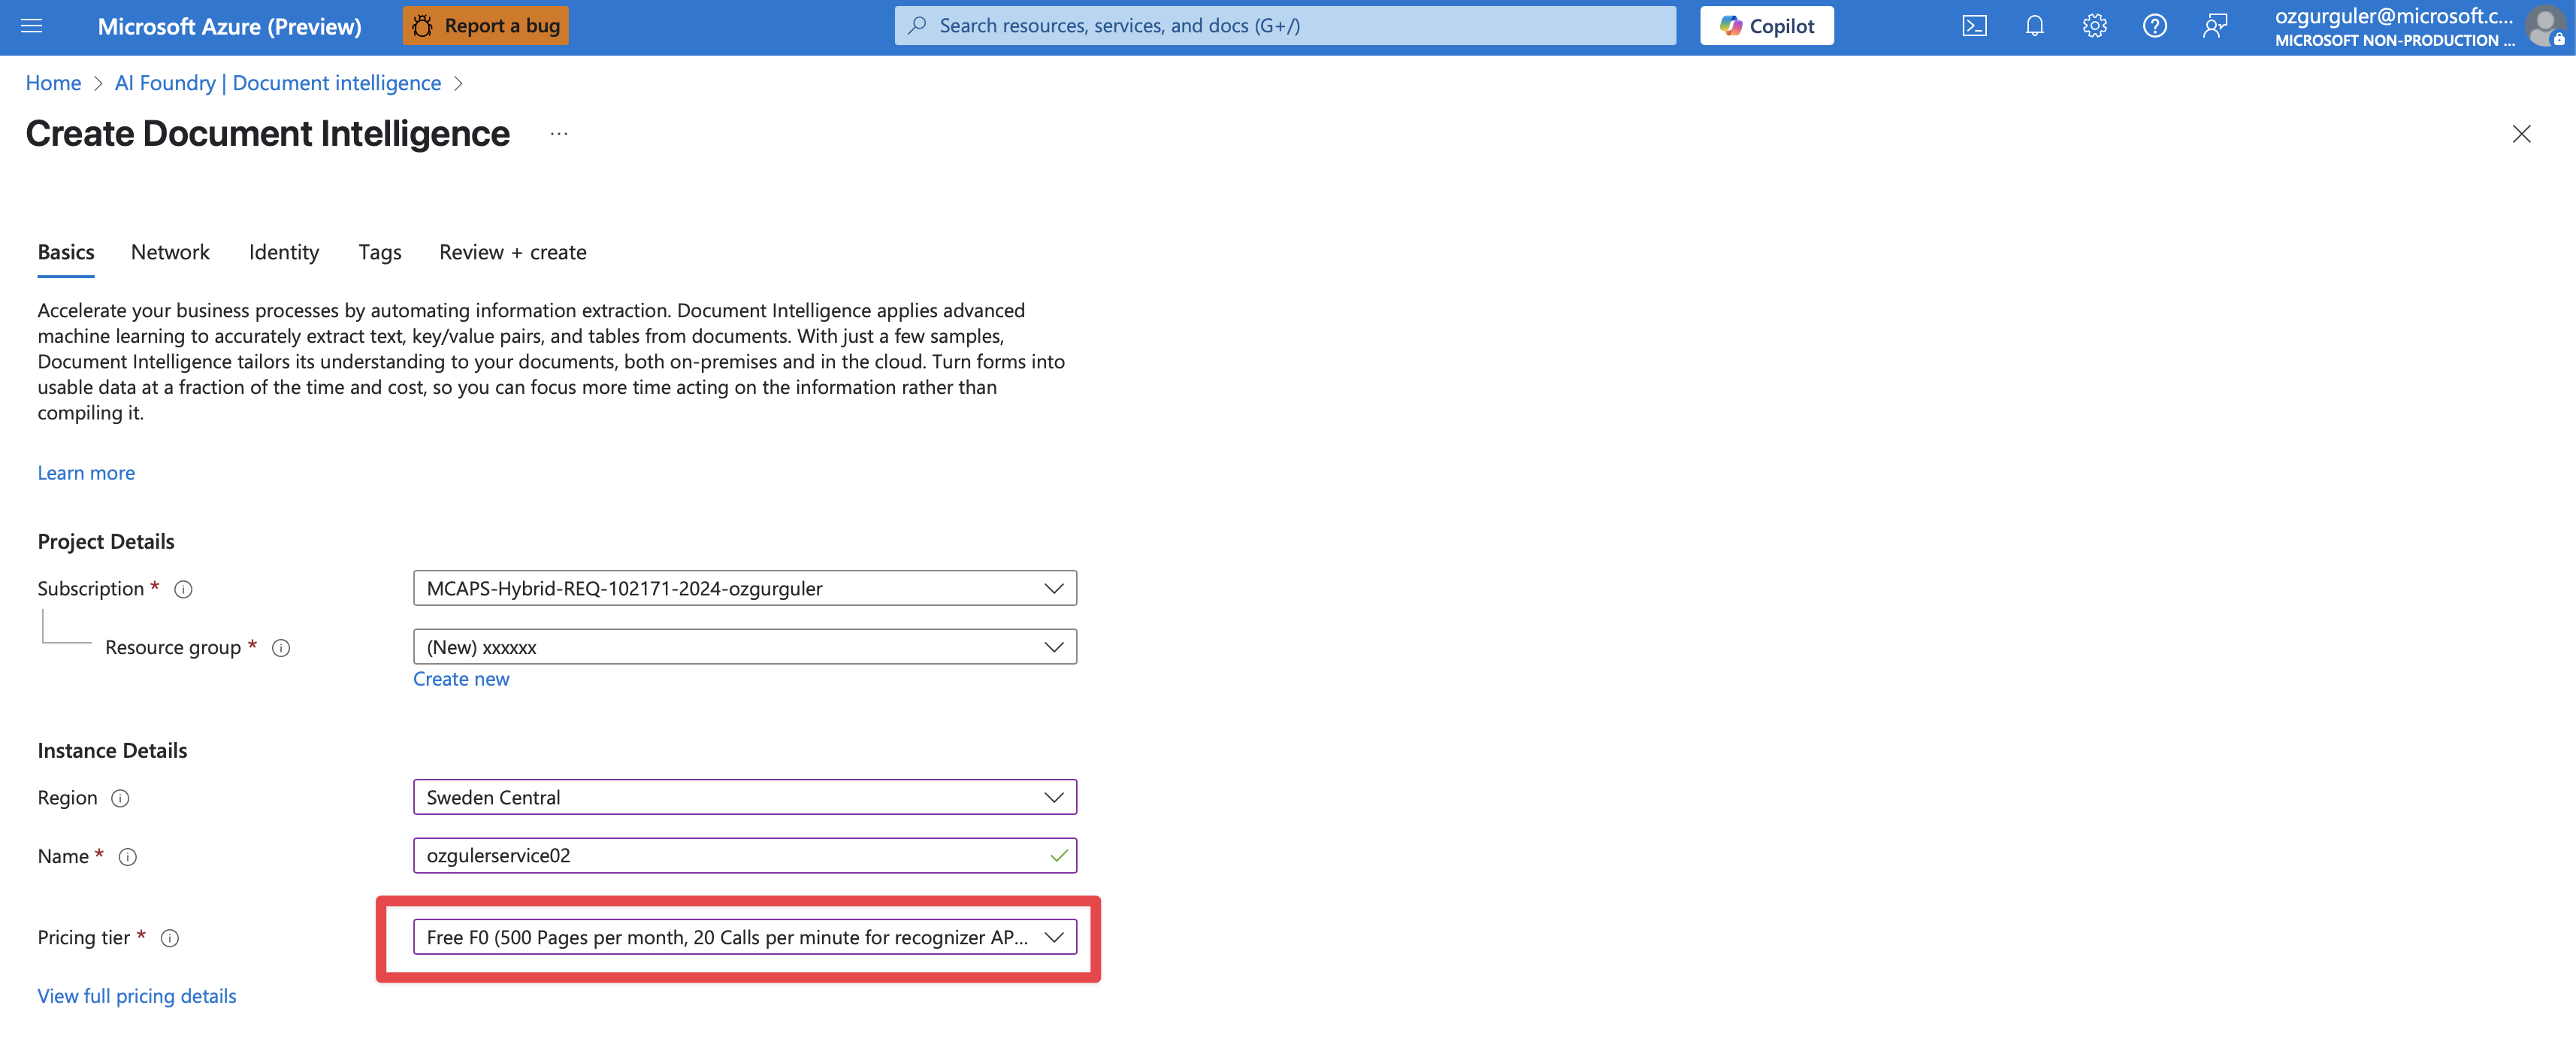 Microsoft Azure (Preview)
Report a bug
Search resources, services, and docs (G+/)
Copilot
ozgurguler@microsoft.c...
MICROSOFT NON-PRODUCTION ...
Home > AI Foundry | Document intelligence >
Create Document Intelligence ...
Basics Network Identity Tags Review + create
Accelerate your business processes by automating information extraction. Document Intelligence applies advanced
machine learning to accurately extract text, key/value pairs, and tables from documents. With just a few samples,
Document Intelligence tailors its understanding to your documents, both on-premises and in the cloud. Turn forms into
usable data at a fraction of the time and cost, so you can focus more time acting on the information rather than
compiling it.
Learn more
Project Details
Subscription * MCAPS-Hybrid-REQ-102171-2024-ozgurguler
Resource group * (New) xxxxxx
Create new
Instance Details
Region Sweden Central
Name * ozgulerservice02
Pricing tier * Free F0 (500 Pages per month, 20 Calls per minute for recognizer AP...
View full pricing details